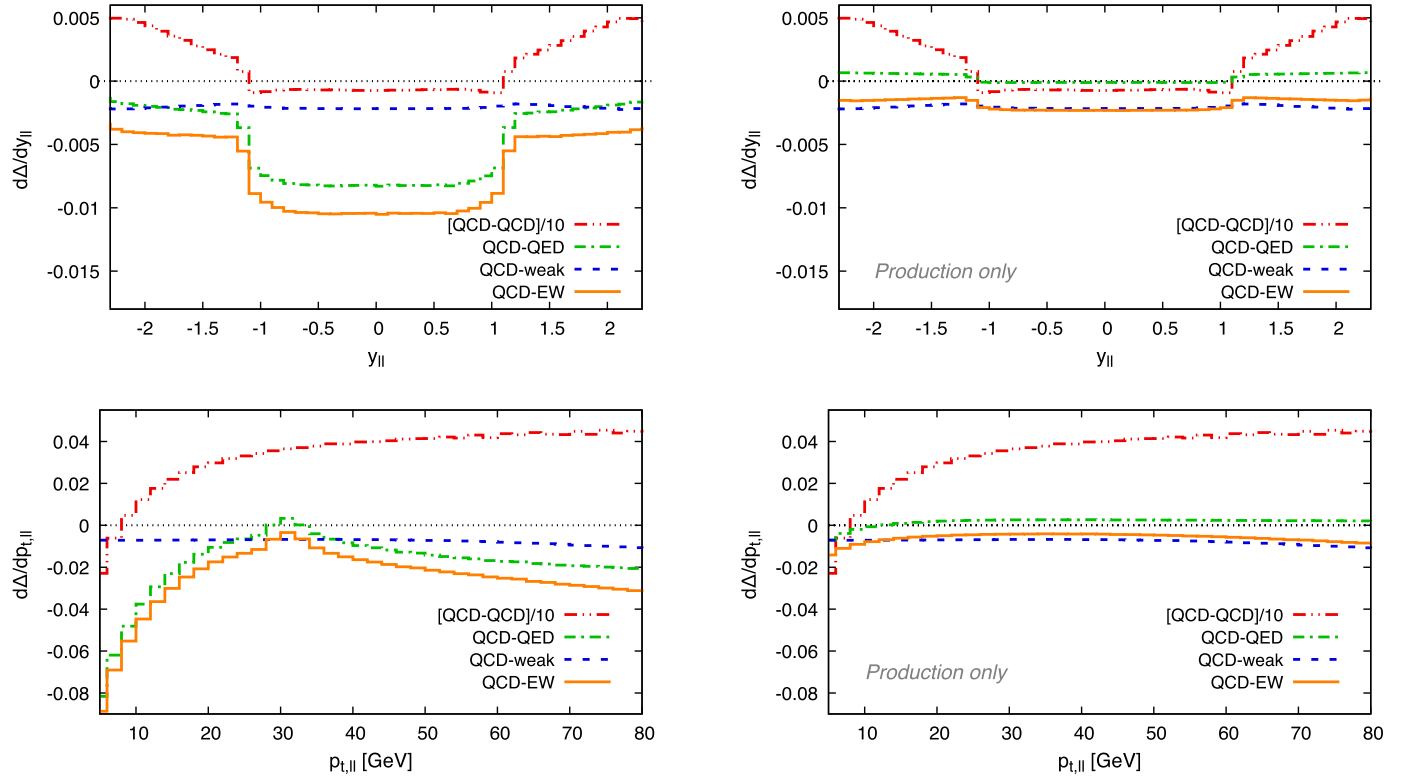 0.005
0
-0.005
-0.01
-0.015
dΔ/dy_ll
[QCD-QCD]/10
QCD-QED
QCD-weak
QCD-EW
-2 -1.5 -1 -0.5 0 0.5 1 1.5 2
y_ll
0.005
0
-0.005
-0.01
-0.015
dΔ/dy_ll
[QCD-QCD]/10
QCD-QED
QCD-weak
QCD-EW
Production only
-2 -1.5 -1 -0.5 0 0.5 1 1.5 2
y_ll
0.04
0.02
0
-0.02
-0.04
-0.06
-0.08
dΔ/dp_t,ll
[QCD-QCD]/10
QCD-QED
QCD-weak
QCD-EW
10 20 30 40 50 60 70 80
p_t,ll [GeV]
0.04
0.02
0
-0.02
-0.04
-0.06
-0.08
dΔ/dp_t,ll
[QCD-QCD]/10
QCD-QED
QCD-weak
QCD-EW
Production only
10 20 30 40 50 60 70 80
p_t,ll [GeV]